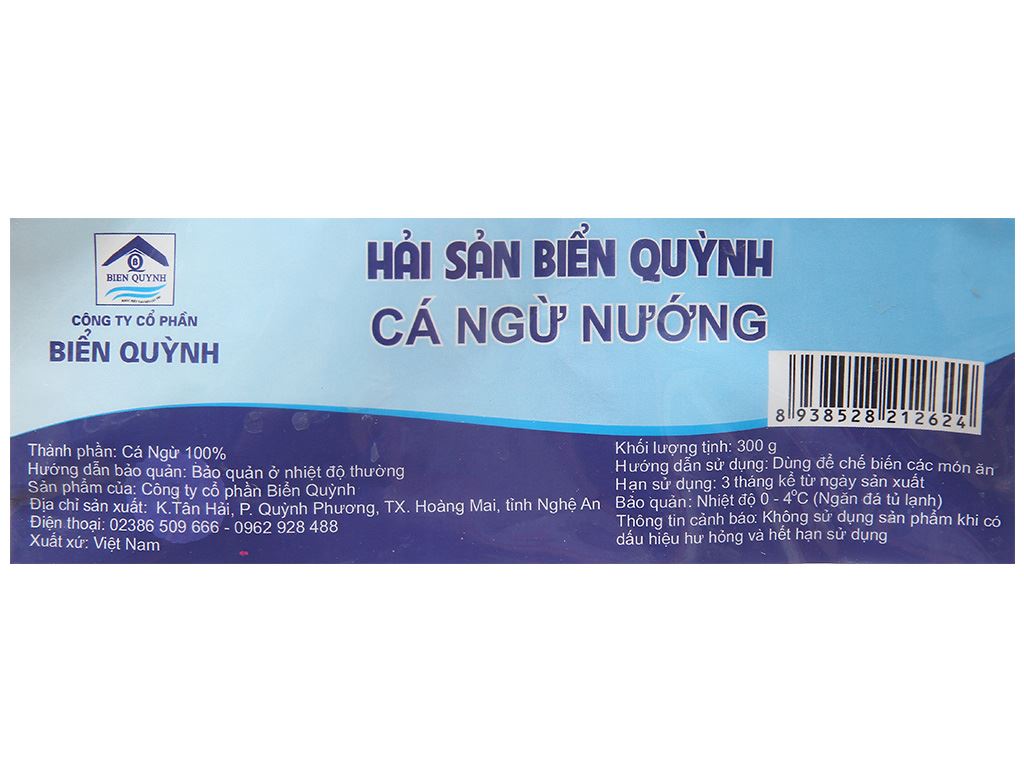 BIEN QUỲNH
CÔNG TY CỔ PHẦN
BIỂN QUỲNH
HẢI SẢN BIỂN QUỲNH
CÁ NGỪ NƯỚNG
8 938528 212624
Thành phần: Cá Ngừ 100%
Hướng dẫn bảo quản: Bảo quản ở nhiệt độ thường
Sản phẩm của: Công ty cổ phần Biển Quỳnh
Địa chỉ sản xuất: K.Tân Hải, P. Quỳnh Phương, TX. Hoàng Mai, tỉnh Nghệ An
Điện thoại: 02386 509 666 - 0962 928 488
Xuất xứ: Việt Nam
Khối lượng tịnh: 300 g
Hướng dẫn sử dụng: Dùng để chế biến các món ăn
Hạn sử dụng: 3 tháng kể từ ngày sản xuất
Bảo quản: Nhiệt độ 0 - 4⁰C (Ngăn đá tủ lạnh)
Thông tin cảnh báo: Không sử dụng sản phẩm khi có
dấu hiệu hư hỏng và hết hạn sử dụng